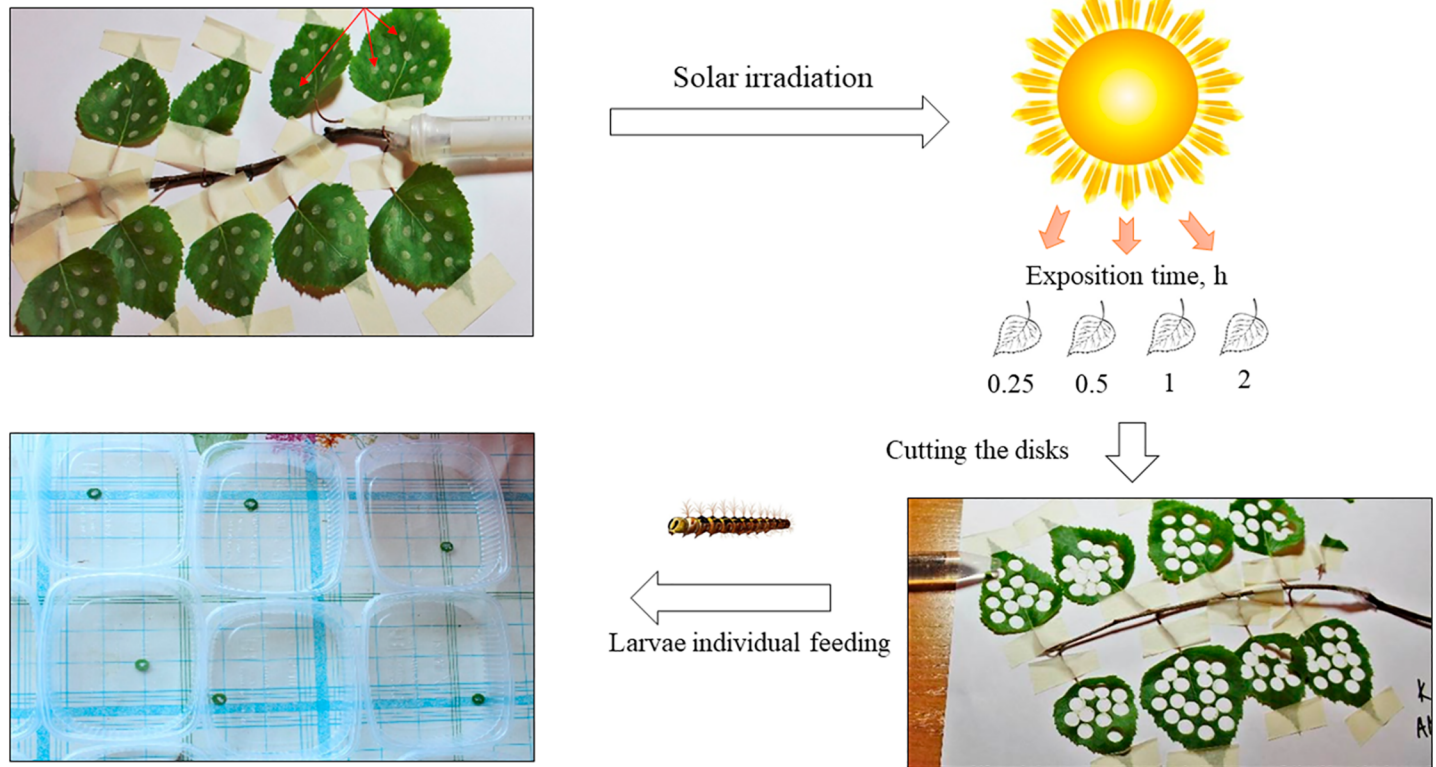 Solar irradiation
Exposition time, h
0.25 0.5 1 2
Cutting the disks
Larvae individual feeding
K